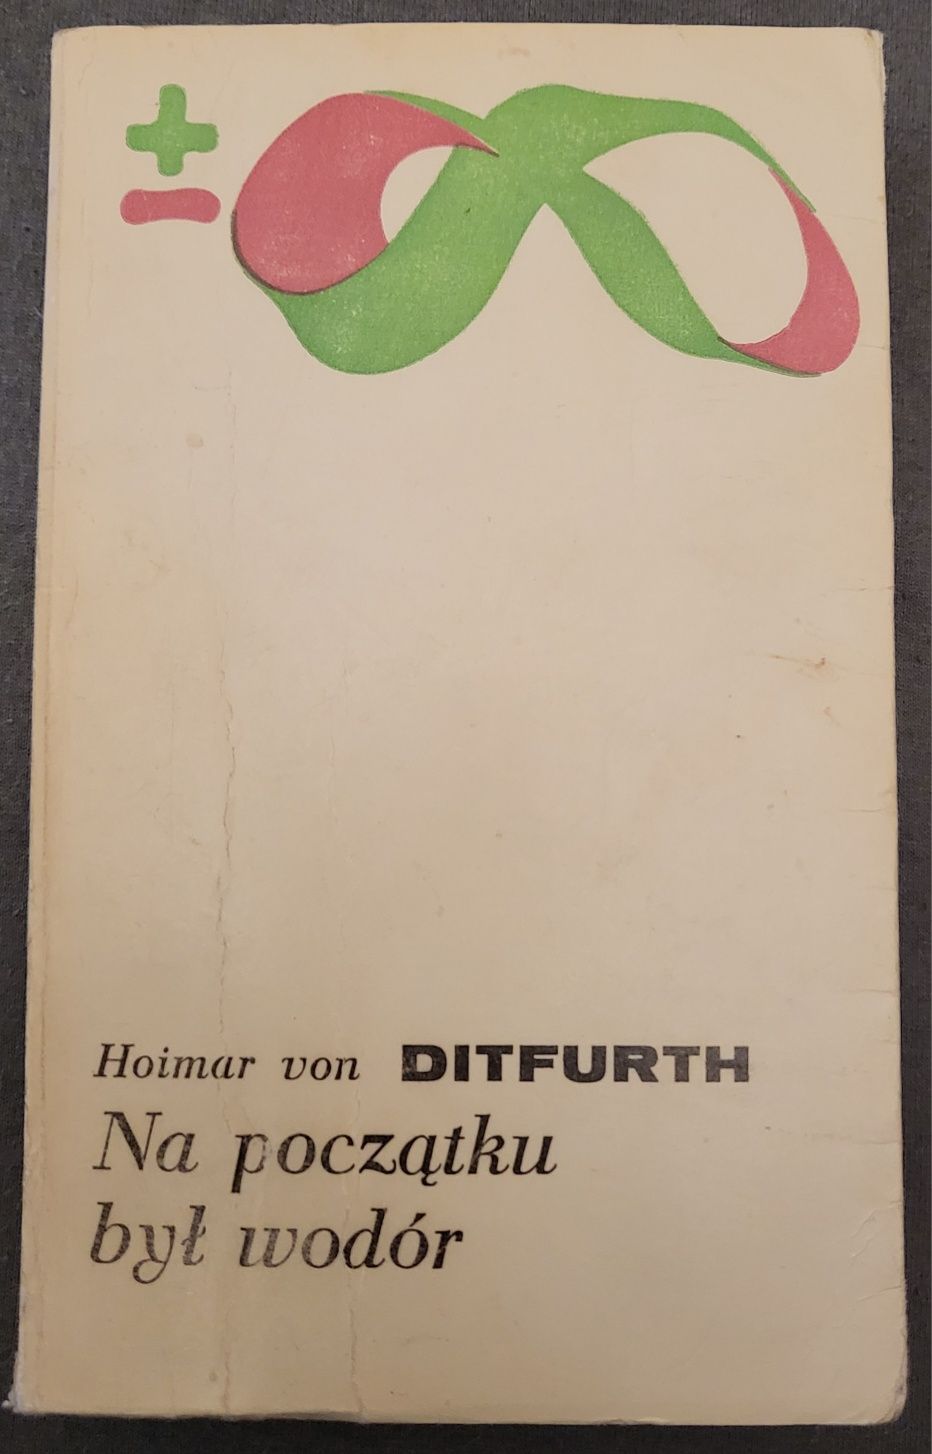 ±
Hoimar von DITFURTH
Na początku
był wodór